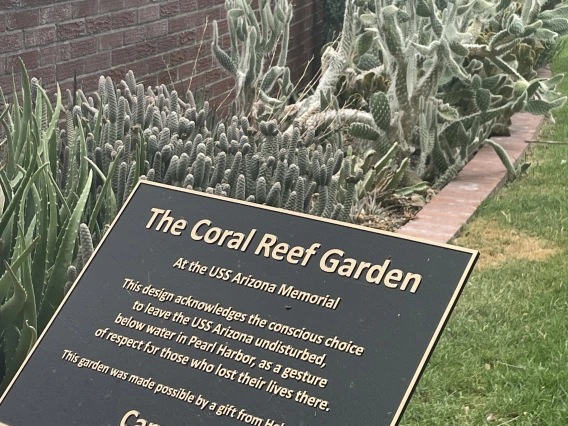 The Coral Reef Garden
At the USS Arizona Memorial
This design acknowledges the conscious choice
to leave the USS Arizona undisturbed,
below water in Pearl Harbor, as a gesture
of respect for those who lost their lives there.
This garden was made possible by a gift from